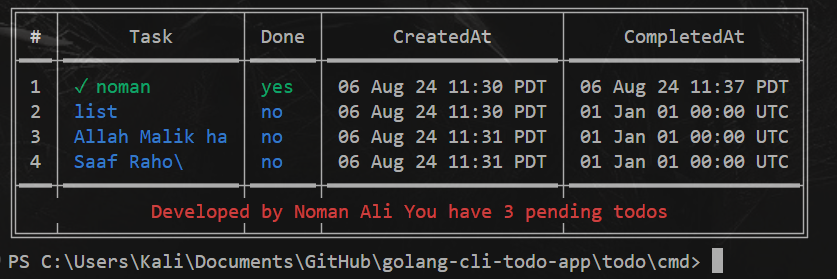 # Task Done CreatedAt CompletedAt
1 ✓ noman yes 06 Aug 24 11:30 PDT 06 Aug 24 11:37 PDT
2 list no 06 Aug 24 11:30 PDT 01 Jan 01 00:00 UTC
3 Allah Malik ha no 06 Aug 24 11:31 PDT 01 Jan 01 00:00 UTC
4 Saaf Raho\ no 06 Aug 24 11:31 PDT 01 Jan 01 00:00 UTC
Developed by Noman Ali You have 3 pending todos
PS C:\Users\Kali\Documents\GitHub\golang-cli-todo-app\todo\cmd>